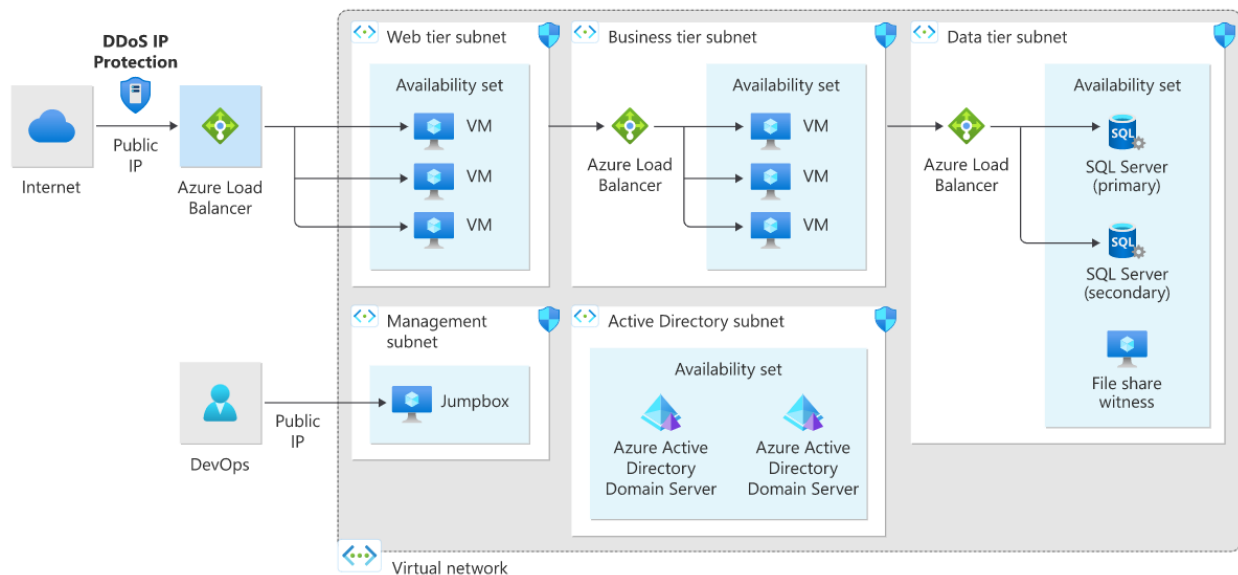 DDoS IP
Protection
Internet
Public
IP
Azure Load
Balancer
Web tier subnet
Availability set
VM
VM
VM
Business tier subnet
Azure Load
Balancer
Availability set
VM
VM
VM
Data tier subnet
Azure Load
Balancer
Availability set
SQL
SQL Server
(primary)
SQL
SQL Server
(secondary)
File share
witness
DevOps
Public
IP
Management
subnet
Jumpbox
Active Directory subnet
Availability set
Azure Active
Directory
Domain Server
Azure Active
Directory
Domain Server
Virtual network